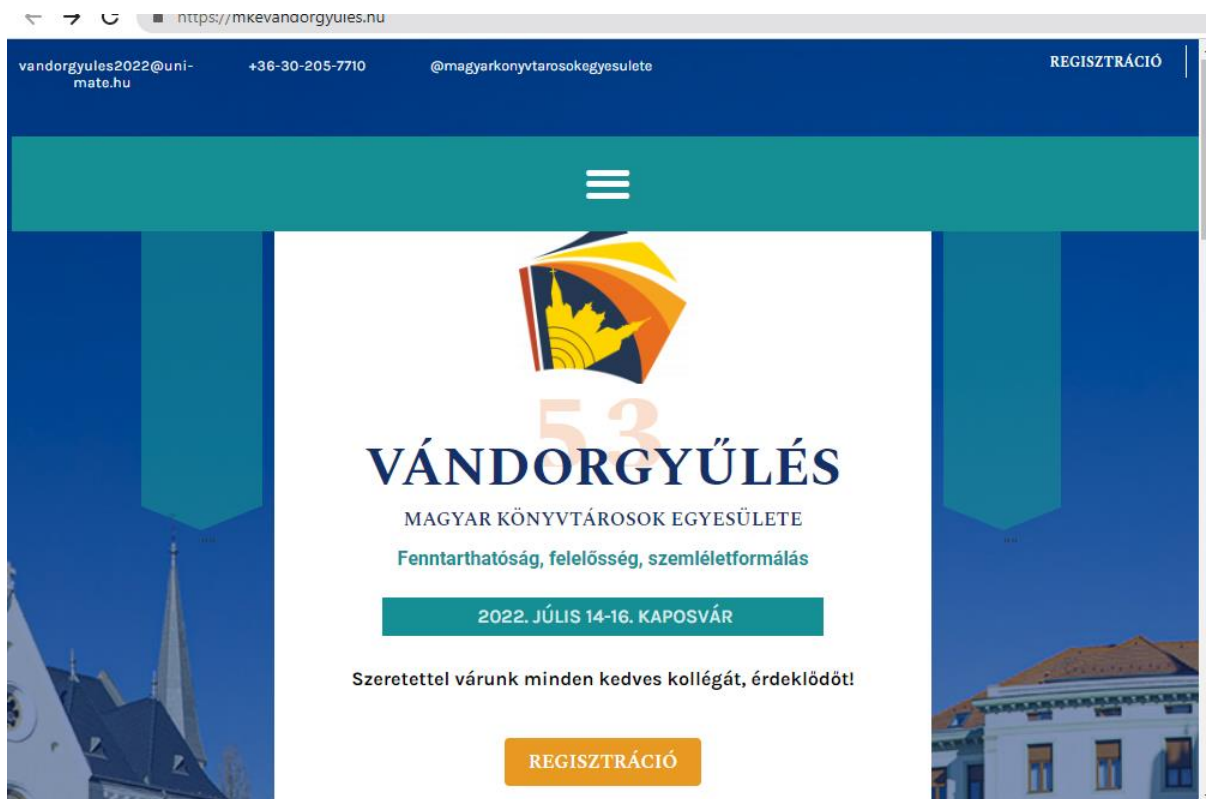 https://mkevandorgyules.hu
vandorgyules2022@uni-
mate.hu
+36-30-205-7710
@magyarkonyvtarosokegyesulete
REGISZTRÁCIÓ
53
VÁNDORGYŰLÉS
MAGYAR KÖNYVTÁROSOK EGYESÜLETE
Fenntarthatóság, felelősség, szemléletformálás
2022. JÚLIS 14-16. KAPOSVÁR
Szeretettel várunk minden kedves kollégát, érdeklődőt!
REGISZTRÁCIÓ